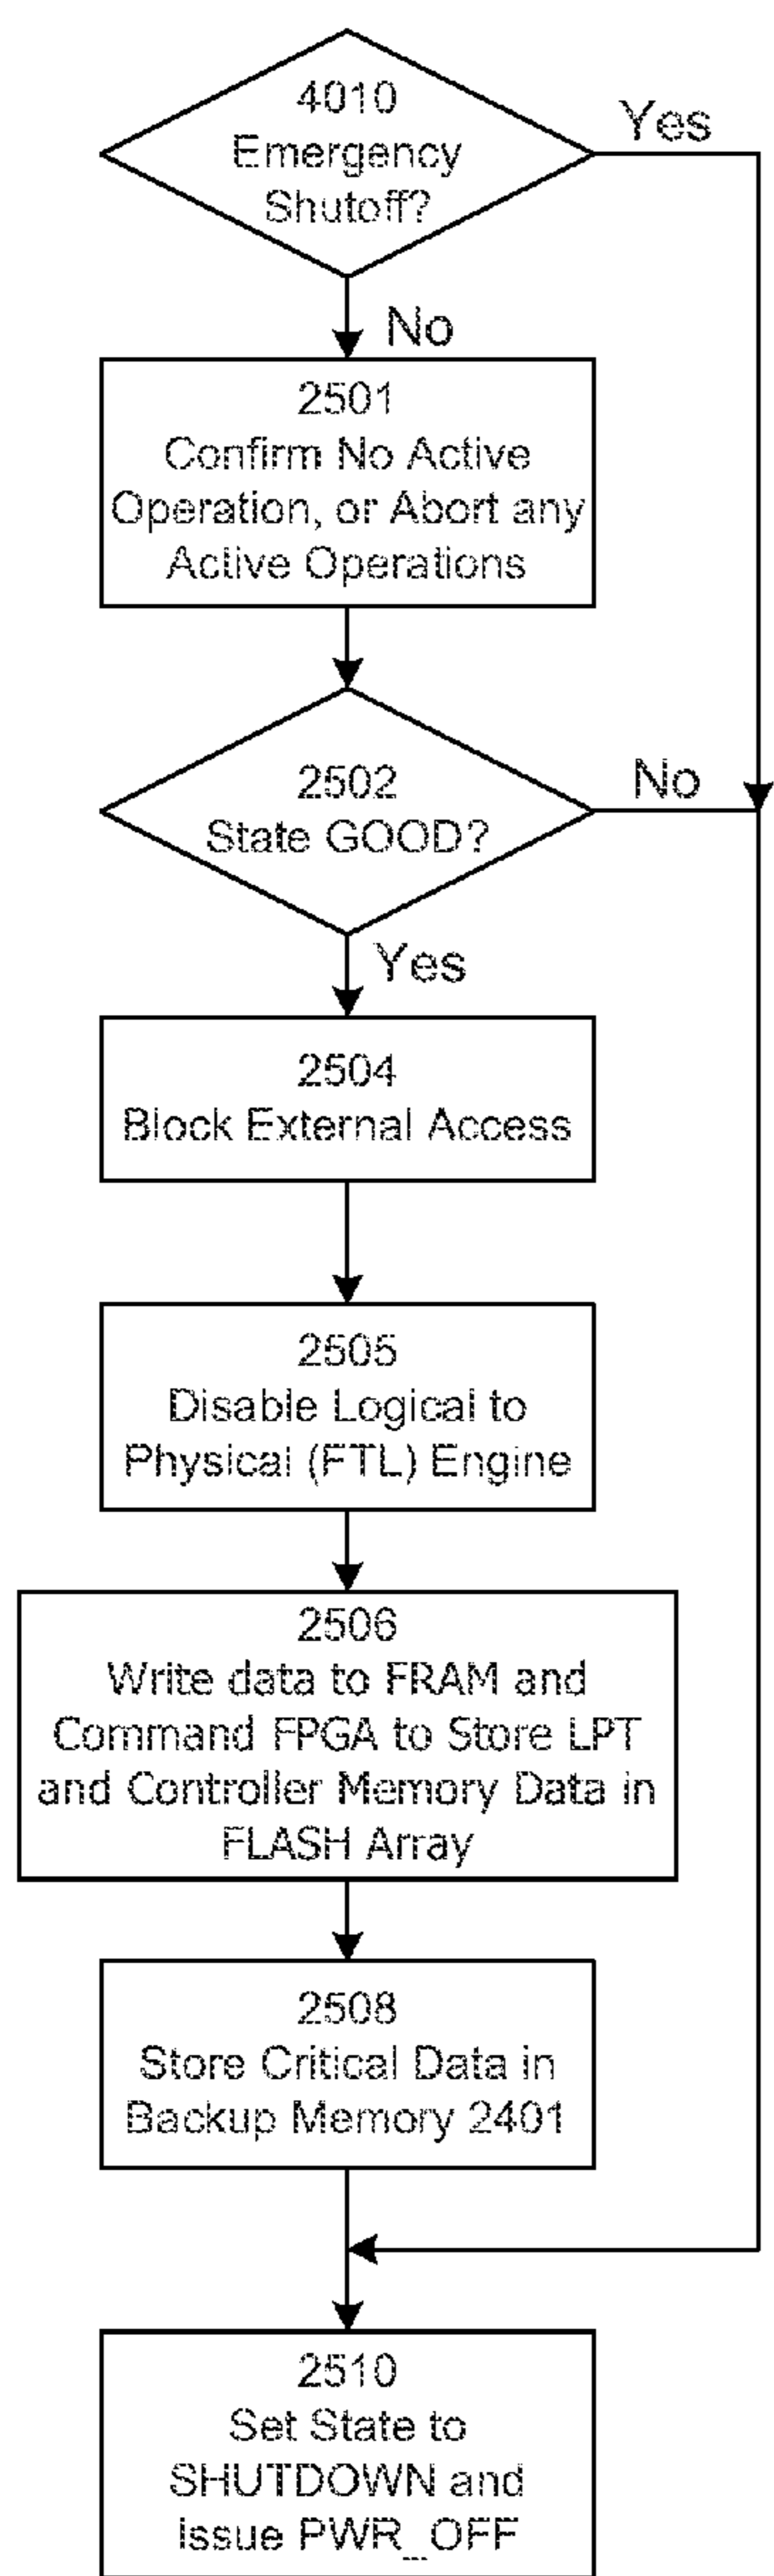 4010
Emergency
Shutoff?
Yes
No
2501
Confirm No Active
Operation, or Abort any
Active Operations
2502
State GOOD?
No
Yes
2504
Block External Access
2505
Disable Logical to
Physical (FTL) Engine
2506
Write data to FRAM and
Command FPGA to Store LPT
and Controller Memory Data in
FLASH Array
2508
Store Critical Data in
Backup Memory 2401
2510
Set State to
SHUTDOWN and
issue PWR_OFF